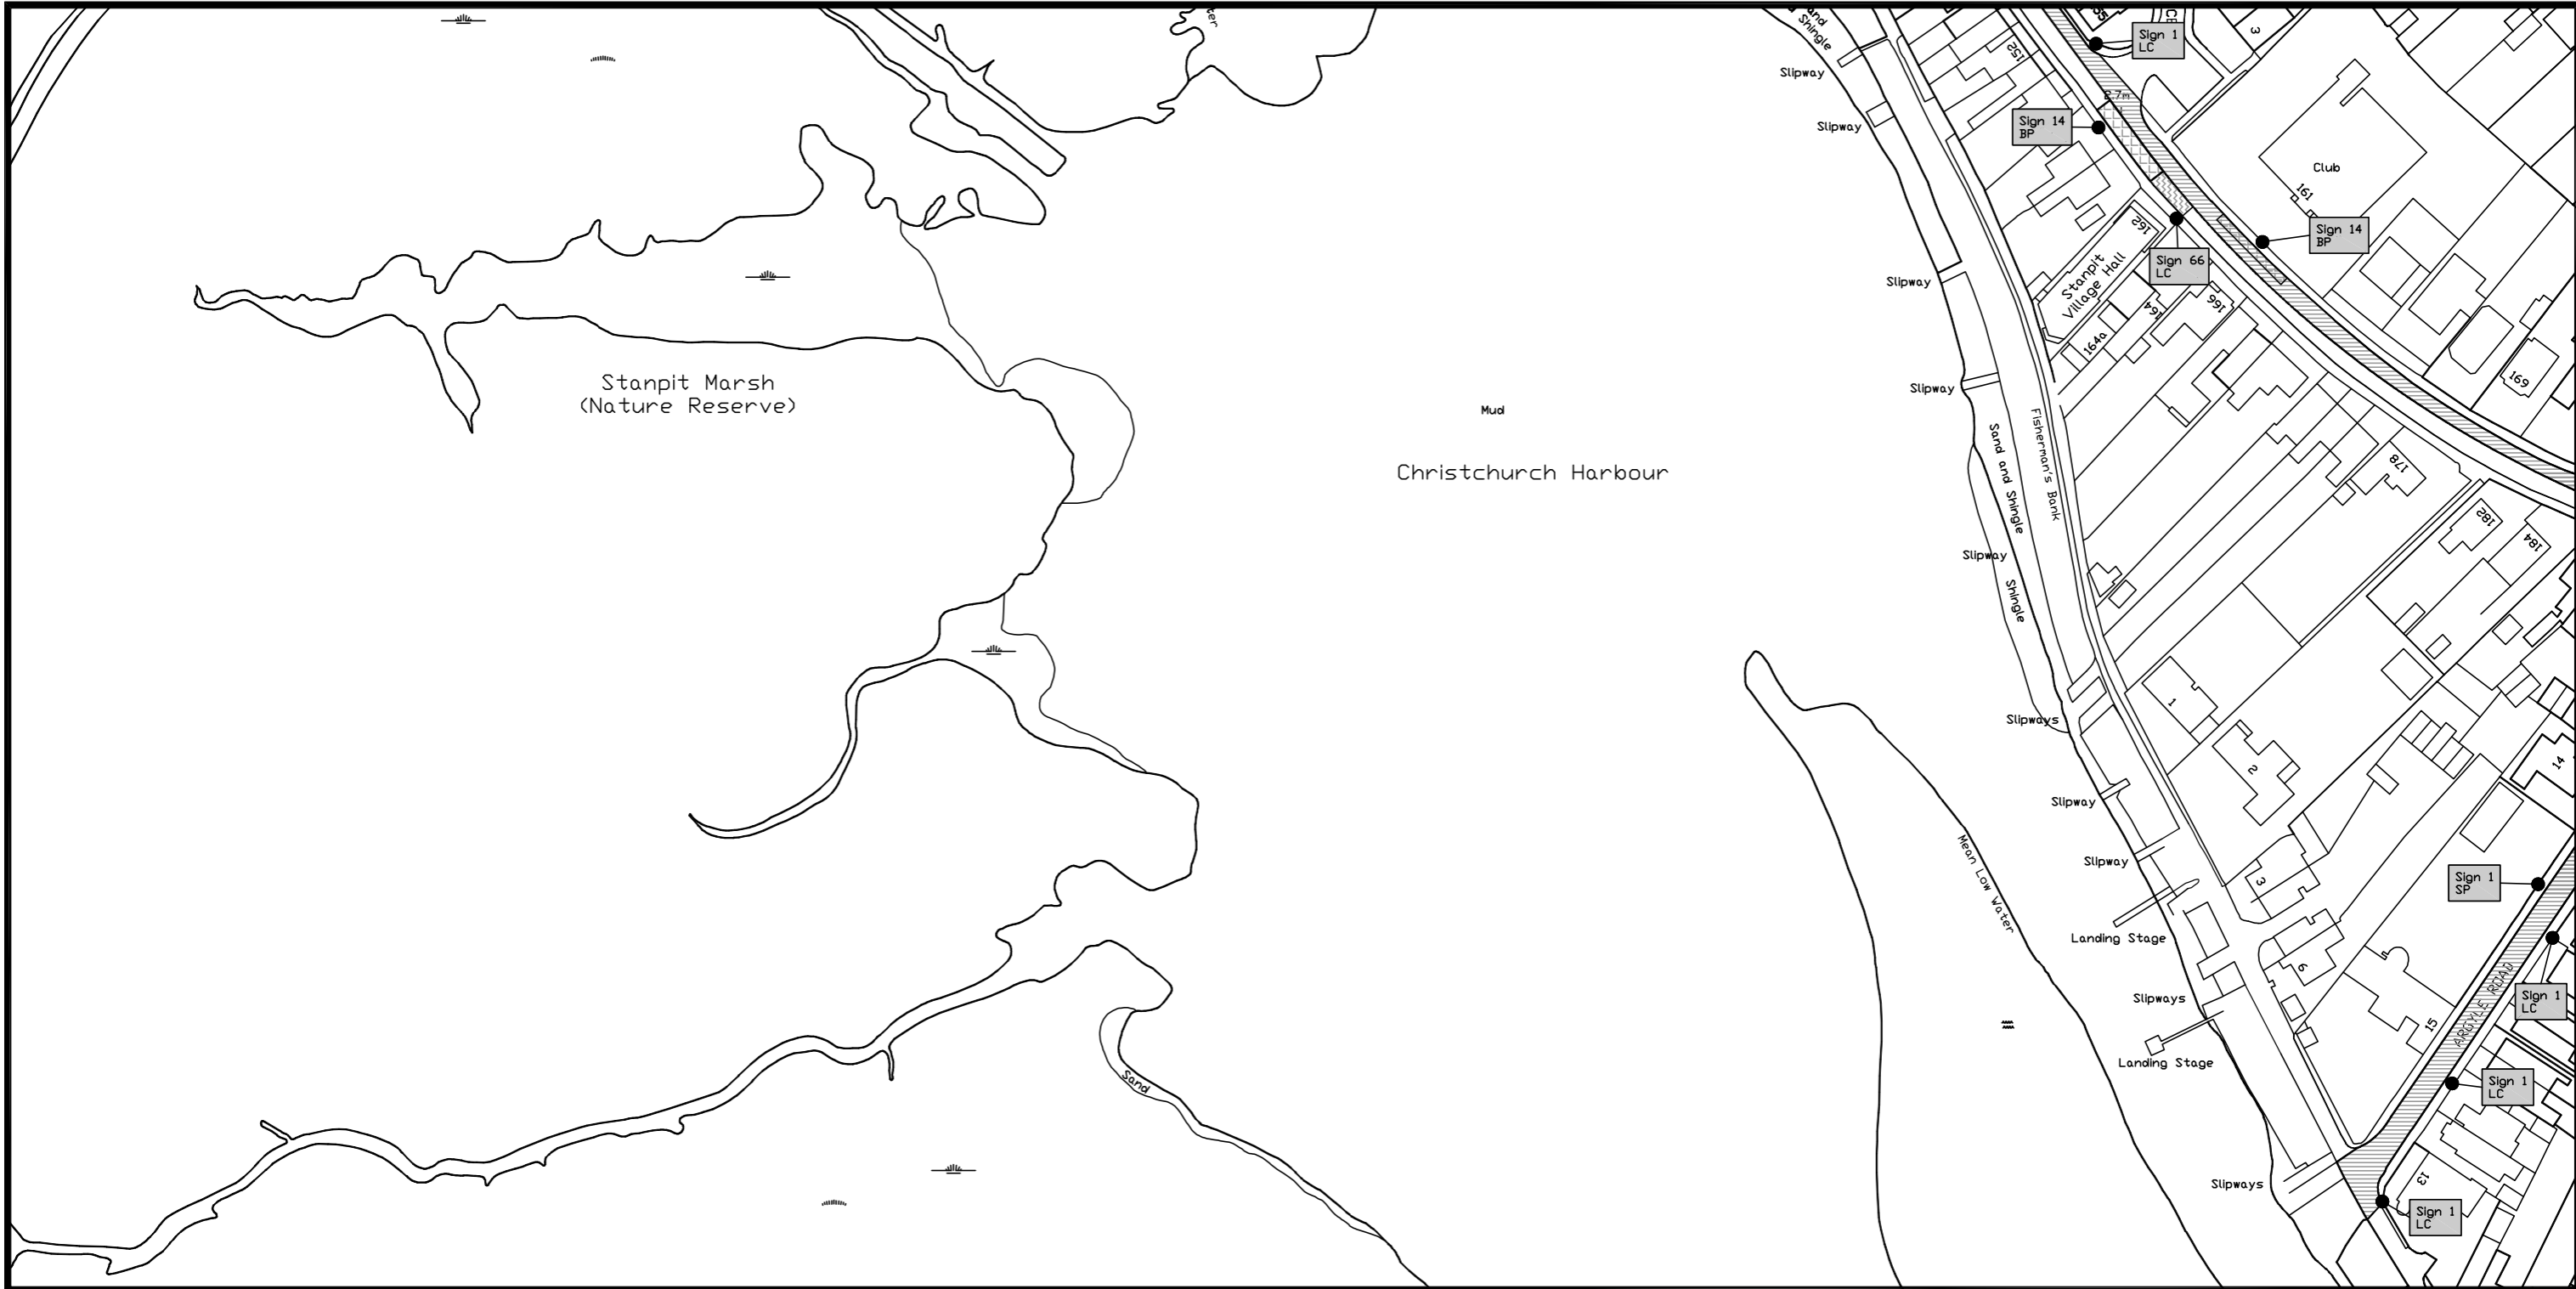 Shingle
Slipway
Slipway
Slipway
Slipway
Slipway
Slipways
Slipway
Slipway
Landing Stage
Slipways
Landing Stage
Slipways
Sand and Shingle
Shingle
Fisherman's Bank
Mean Low Water
Mud
Christchurch Harbour
Stanpit Marsh
(Nature Reserve)
Sand
Sign 1
LC
Sign 14
BP
2.7m
152
3
Club
161
Sign 14
BP
162
Sign 66
LC
Stanpit
Village Hall
164
164a
166
169
178
182
184
1
2
3
6
14
15
13
Sign 1
SP
Sign 1
LC
ARGYLE ROAD
Sign 1
LC
Sign 1
LC